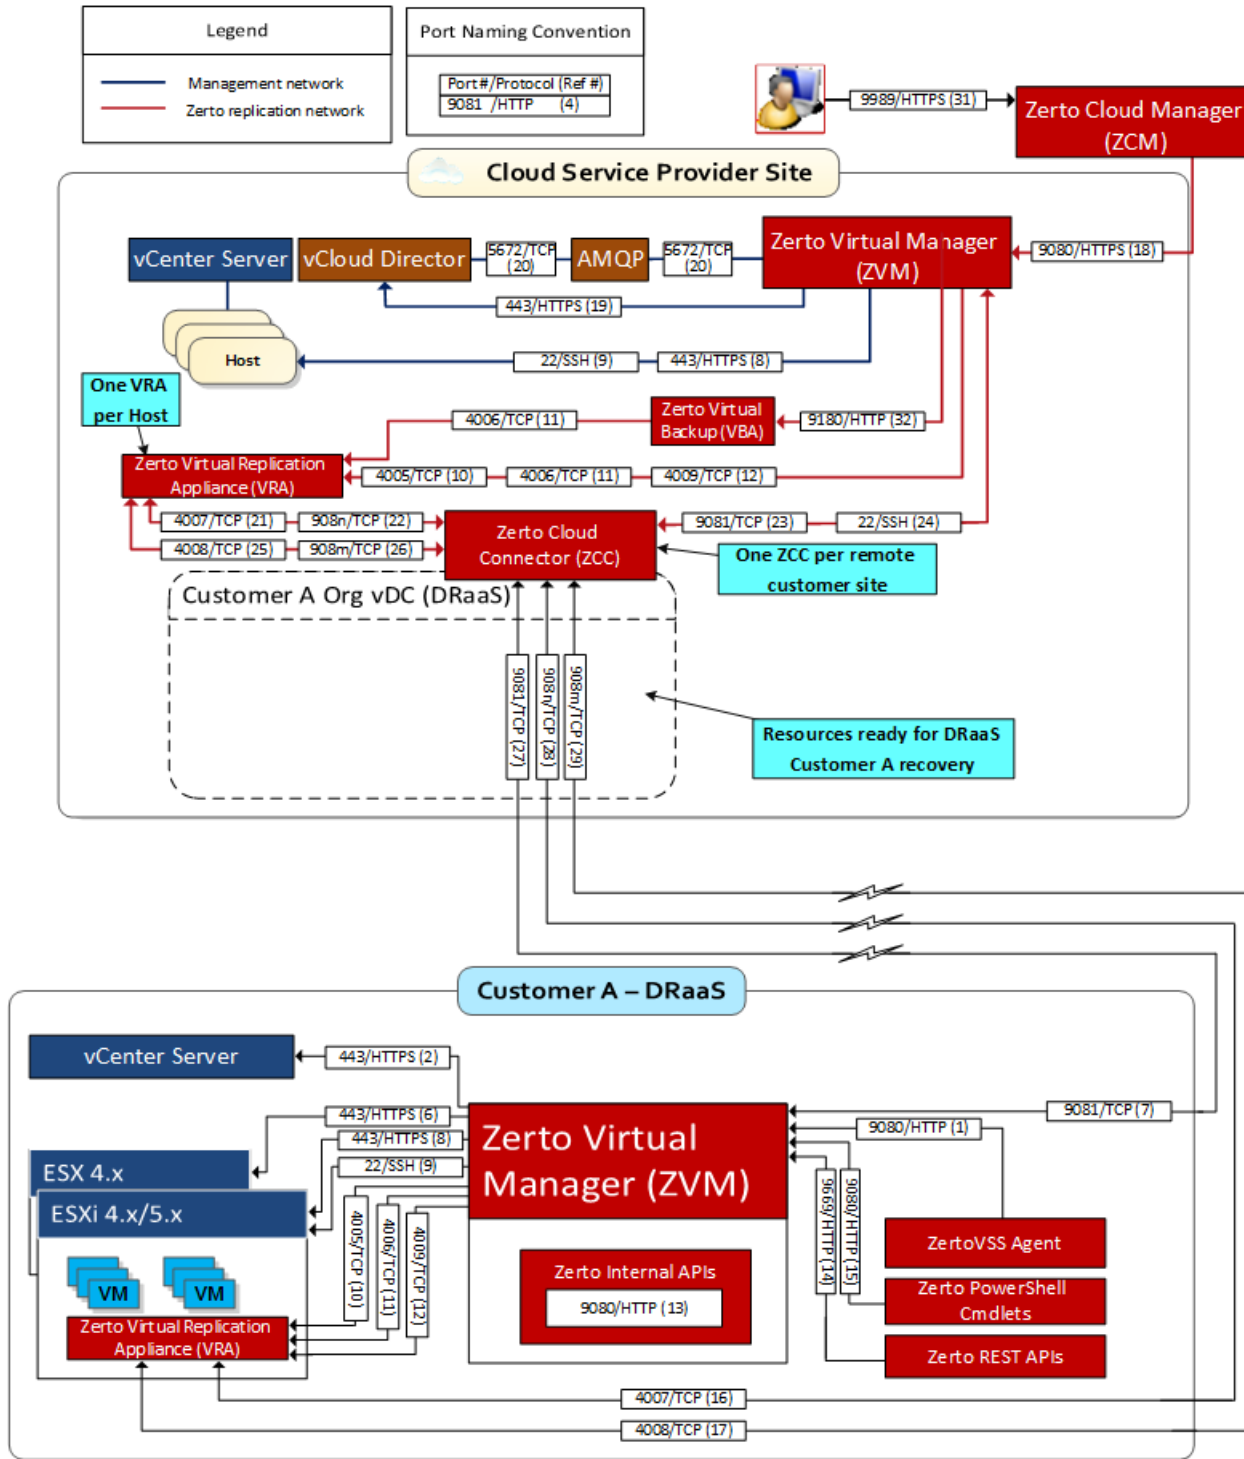 Legend
Management network
Zerto replication network
Port Naming Convention
Port#/Protocol (Ref #)
9081 /HTTP (4)
9989/HTTPS (31)
Zerto Cloud Manager
(ZCM)
Cloud Service Provider Site
vCenter Server
vCloud Director
5672/TCP
(20)
AMQP
5672/TCP
(20)
Zerto Virtual Manager
(ZVM)
9080/HTTPS (18)
443/HTTPS (19)
Host
22/SSH (9)
443/HTTPS (8)
One VRA
per Host
4006/TCP (11)
Zerto Virtual
Backup (VBA)
9180/HTTP (32)
Zerto Virtual Replication
Appliance (VRA)
4005/TCP (10)
4006/TCP (11)
4009/TCP (12)
4007/TCP (21)
908n/TCP (22)
4008/TCP (25)
908m/TCP (26)
Zerto Cloud
Connector (ZCC)
9081/TCP (23)
22/SSH (24)
One ZCC per remote
customer site
Customer A Org vDC (DRaaS)
9081/TCP (27)
908n/TCP (28)
908m/TCP (29)
Resources ready for DRaaS
Customer A recovery
Customer A – DRaaS
vCenter Server
443/HTTPS (2)
443/HTTPS (6)
443/HTTPS (8)
22/SSH (9)
ESX 4.x
ESXi 4.x/5.x
VM
VM
Zerto Virtual Replication
Appliance (VRA)
4005/TCP (10)
4006/TCP (11)
4009/TCP (12)
Zerto Virtual
Manager (ZVM)
Zerto Internal APIs
9080/HTTP (13)
9081/TCP (7)
9080/HTTP (1)
9669/HTTP (14)
9080/HTTP (15)
ZertoVSS Agent
Zerto PowerShell
Cmdlets
Zerto REST APIs
4007/TCP (16)
4008/TCP (17)